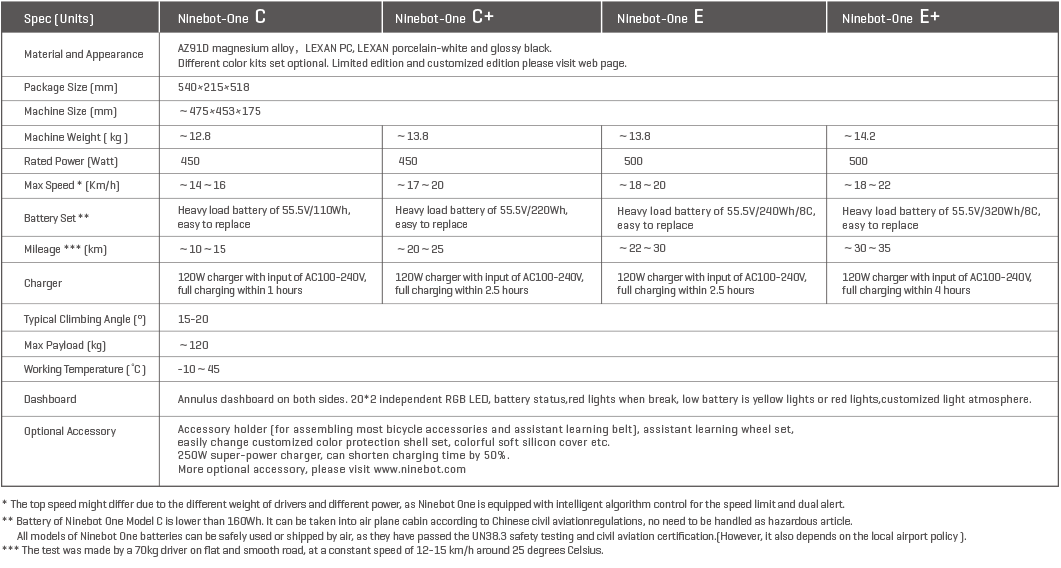 Spec (Units) Ninebot-One C Ninebot-One C+ Ninebot-One E Ninebot-One E+
Material and Appearance
AZ91D magnesium alloy, LEXAN PC, LEXAN porcelain-white and glossy black.
Different color kits set optional. Limited edition and customized edition please visit web page.
Package Size (mm) 540×215×518
Machine Size (mm) ~475×453×175
Machine Weight ( kg ) ~12.8 ~13.8 ~13.8 ~14.2
Rated Power (Watt) 450 450 500 500
Max Speed * (Km/h) ~14~16 ~17~20 ~18~20 ~18~22
Battery Set **
Heavy load battery of 55.5V/110Wh, Heavy load battery of 55.5V/220Wh, Heavy load battery of 55.5V/240Wh/8C, Heavy load battery of 55.5V/320Wh/8C,
easy to replace easy to replace easy to replace easy to replace
Mileage *** (km) ~10~15 ~20~25 ~22~30 ~30~35
Charger
120W charger with input of AC100-240V, 120W charger with input of AC100-240V, 120W charger with input of AC100-240V, 120W charger with input of AC100-240V,
full charging within 1 hours full charging within 2.5 hours full charging within 2.5 hours full charging within 4 hours
Typical Climbing Angle (°) 15-20
Max Payload (kg) ~120
Working Temperature ( °C ) -10~45
Dashboard Annulus dashboard on both sides. 20*2 independent RGB LED, battery status,red lights when break, low battery is yellow lights or red lights,customized light atmosphere.
Optional Accessory Accessory holder (for assembling most bicycle accessories and assistant learning belt), assistant learning wheel set,
easily change customized color protection shell set, colorful soft silicon cover etc.
250W super-power charger, can shorten charging time by 50%.
More optional accessory, please visit www.ninebot.com
* The top speed might differ due to the different weight of drivers and different power, as Ninebot One is equipped with intelligent algorithm control for the speed limit and dual alert.
** Battery of Ninebot One Model C is lower than 160Wh. It can be taken into air plane cabin according to Chinese civil aviationregulations, no need to be handled as hazardous article.
All models of Ninebot One batteries can be safely used or shipped by air, as they have passed the UN38.3 safety testing and civil aviation certification.(However, it also depends on the local airport policy ).
*** The test was made by a 70kg driver on flat and smooth road, at a constant speed of 12-15 km/h around 25 degrees Celsius.